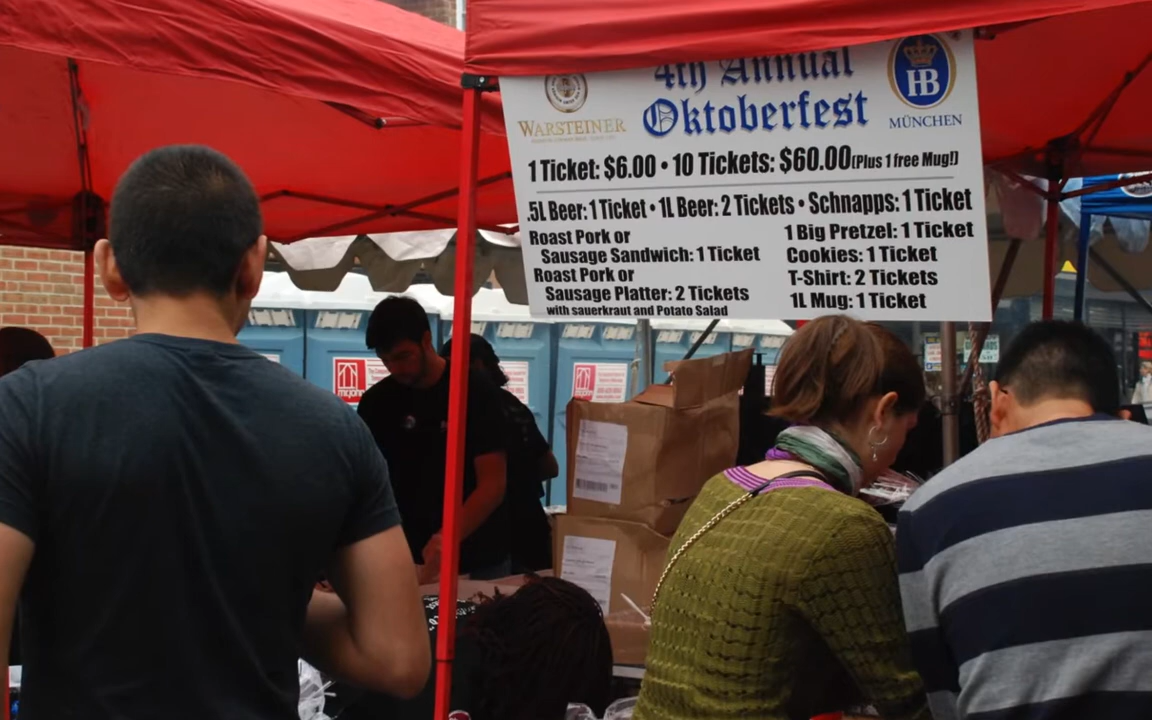 4th Annual
Oktoberfest
WARSTEINER
HB
MÜNCHEN
1 Ticket: $6.00 • 10 Tickets: $60.00 (Plus 1 free Mug!)
.5L Beer: 1 Ticket • 1L Beer: 2 Tickets • Schnapps: 1 Ticket
Roast Pork or
Sausage Sandwich: 1 Ticket
Roast Pork or
Sausage Platter: 2 Tickets
with sauerkraut and Potato Salad
1 Big Pretzel: 1 Ticket
Cookies: 1 Ticket
T-Shirt: 2 Tickets
1L Mug: 1 Ticket
mr.john